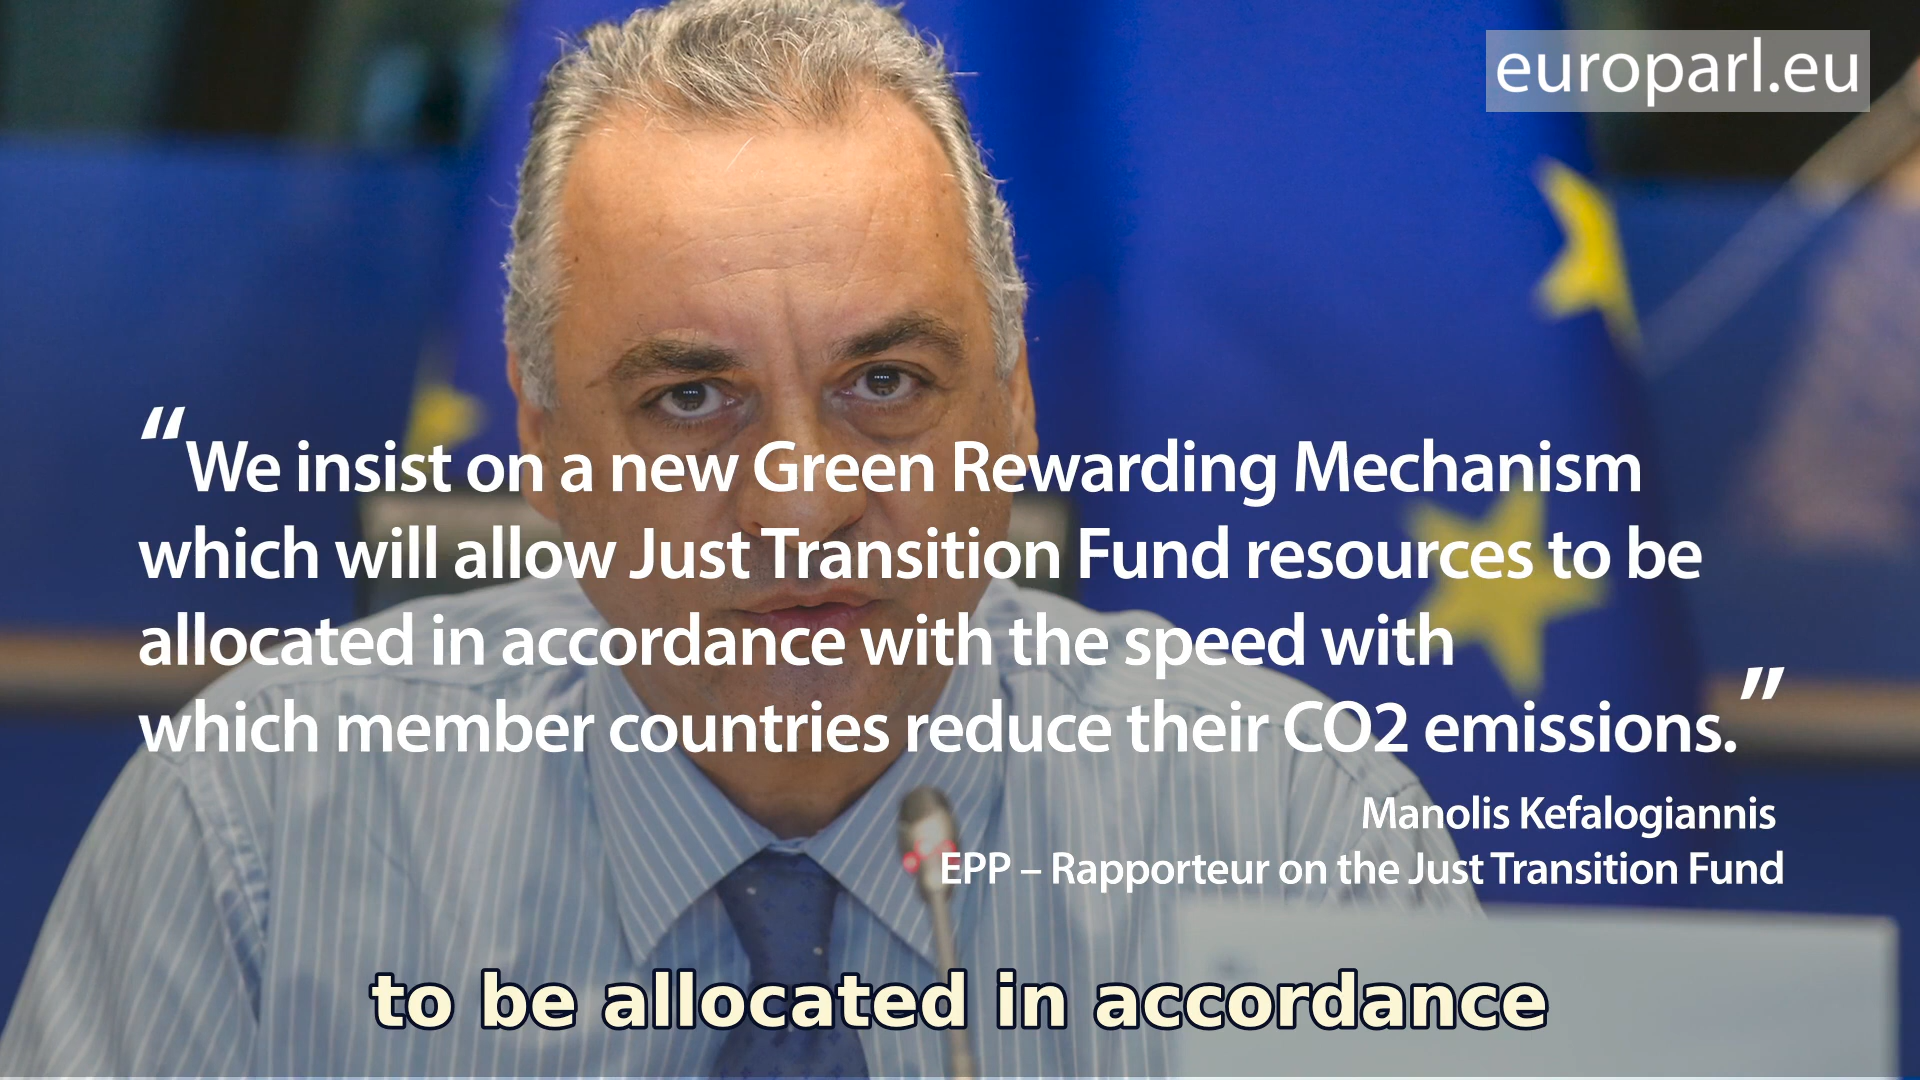 europarl.eu
“We insist on a new Green Rewarding Mechanism
which will allow Just Transition Fund resources to be
allocated in accordance with the speed with
which member countries reduce their CO2 emissions.”
Manolis Kefalogiannis
EPP – Rapporteur on the Just Transition Fund
to be allocated in accordance